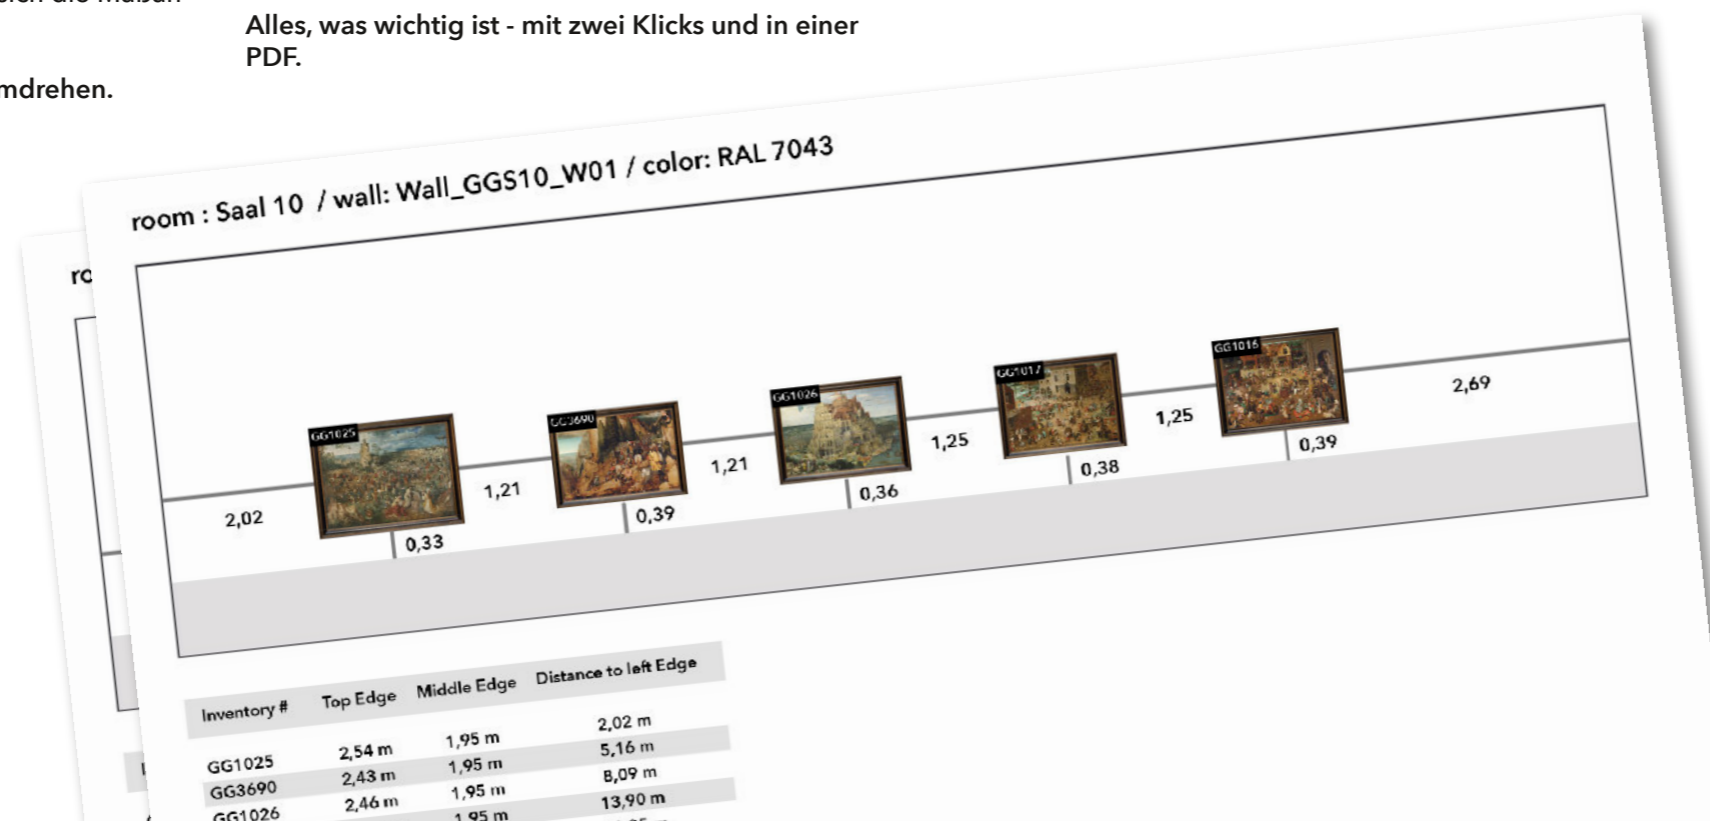 Alles, was wichtig ist - mit zwei Klicks und in einer
PDF.
mdrehen.
room : Saal 10 / wall: Wall_GGS10_W01 / color: RAL 7043
GG1025
GG3690
GG1026
GG1017
GG1016
2,02
1,21
1,21
1,25
1,25
2,69
0,33
0,39
0,36
0,38
0,39
Inventory # Top Edge Middle Edge Distance to left Edge
GG1025 2,54 m 1,95 m 2,02 m
GG3690 2,43 m 1,95 m 5,16 m
GG1026 2,46 m 1,95 m 8,09 m
1,95 m 13,90 m